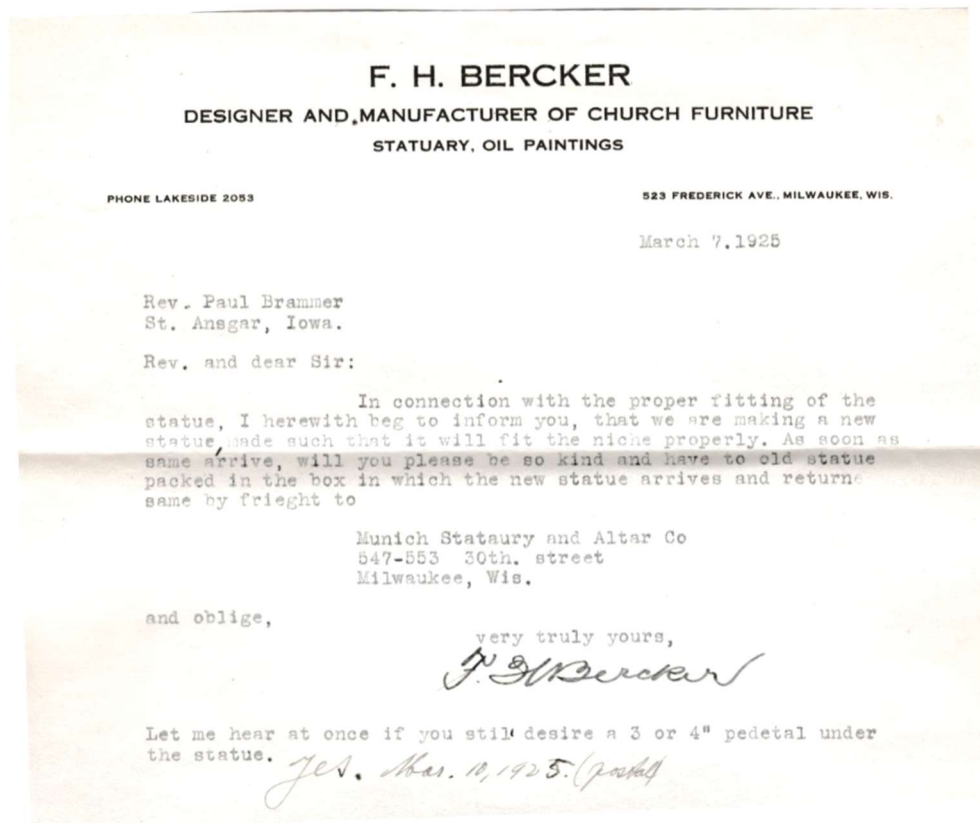 F. H. BERCKER
DESIGNER AND MANUFACTURER OF CHURCH FURNITURE
STATUARY, OIL PAINTINGS
PHONE LAKESIDE 2053
523 FREDERICK AVE., MILWAUKEE, WIS.
March 7.1925
Rev. Paul Brammer
St. Ansgar, Iowa.
Rev. and dear Sir:
In connection with the proper fitting of the
statue, I herewith beg to inform you, that we are making a new
statue, made such that it will fit the niche properly. As soon as
same arrive, will you please be so kind and have to old statue
packed in the box in which the new statue arrives and return
same by frieght to
Munich Stataury and Altar Co
547-553 30th. street
Milwaukee, Wis.
and oblige,
very truly yours,
F. H. Bercker
Let me hear at once if you still desire a 3 or 4" pedetal under
the statue.
Yes. Mar. 10, 1925. (postal)